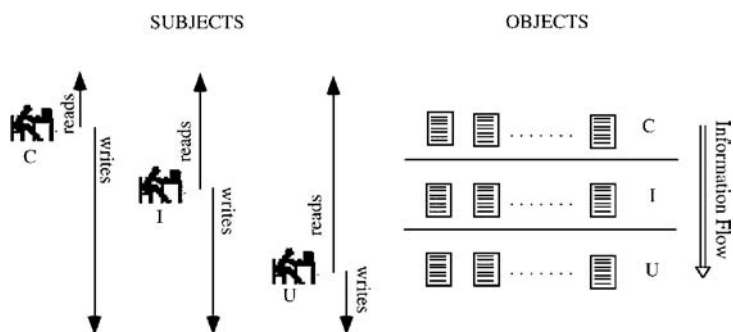 SUBJECTS
OBJECTS
reads
writes
C
reads
writes
I
reads
writes
U
. . . . . . . C
. . . . . . . I
. . . . . . . U
Information Flow